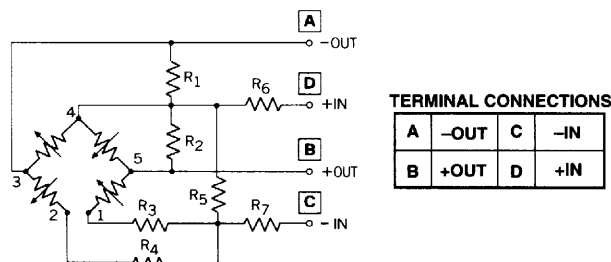 A
−OUT
R1
R6
D
+IN
4
R2
5
B
+OUT
3
R5
C
2
1
R3
R7
− IN
R4
TERMINAL CONNECTIONS
A −OUT C −IN
B +OUT D +IN